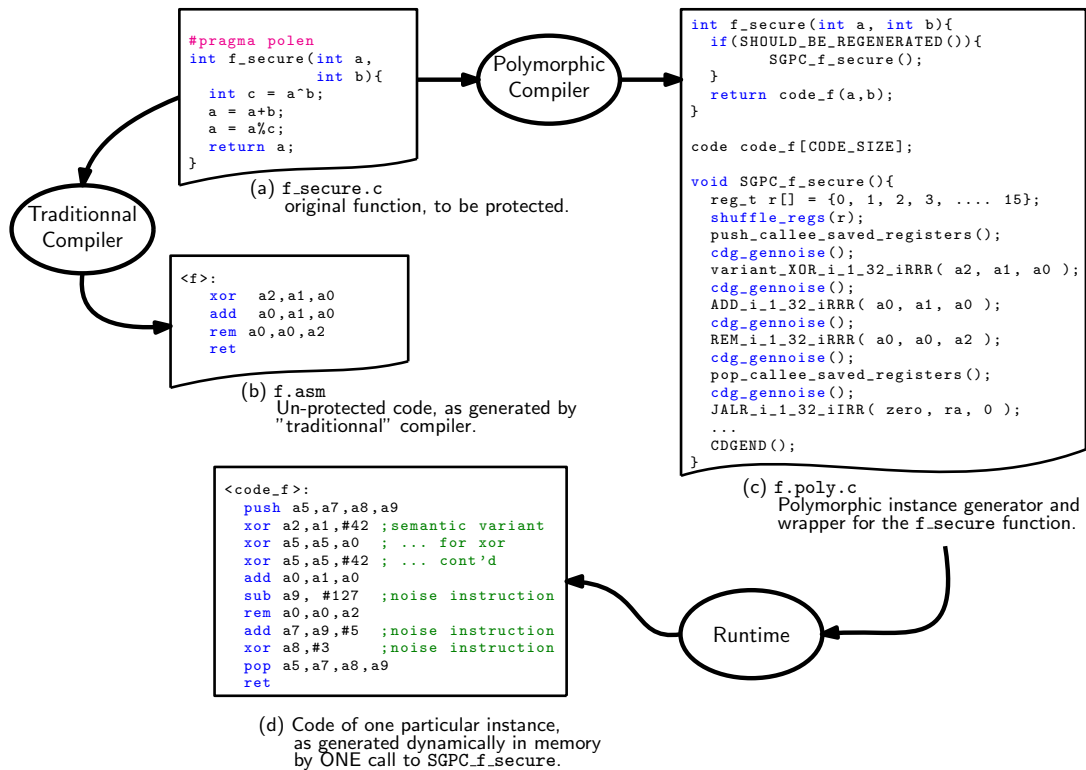 #pragma polen
int f_secure(int a,
int b){
int c = a^b;
a = a+b;
a = a%c;
return a;
}
(a) f_secure.c
original function, to be protected.
Polymorphic
Compiler
Traditionnal
Compiler
<f>:
xor a2,a1,a0
add a0,a1,a0
rem a0,a0,a2
ret
(b) f.asm
Un-protected code, as generated by
"traditionnal" compiler.
int f_secure(int a, int b){
if(SHOULD_BE_REGENERATED()){
SGPC_f_secure();
}
return code_f(a,b);
}
code code_f[CODE_SIZE];
void SGPC_f_secure(){
reg_t r[] = {0, 1, 2, 3, .... 15};
shuffle_regs(r);
push_callee_saved_registers();
cdg_gennoise();
variant_XOR_i_1_32_iRRR( a2, a1, a0 );
cdg_gennoise();
ADD_i_1_32_iRRR( a0, a1, a0 );
cdg_gennoise();
REM_i_1_32_iRRR( a0, a0, a2 );
cdg_gennoise();
pop_callee_saved_registers();
cdg_gennoise();
JALR_i_1_32_iIRR( zero, ra, 0 );
...
CDGEND();
}
(c) f.poly.c
Polymorphic instance generator and
wrapper for the f_secure function.
Runtime
<code_f>:
push a5,a7,a8,a9
xor a2,a1,#42 ;semantic variant
xor a5,a5,a0 ; ... for xor
xor a5,a5,#42 ; ... cont'd
add a0,a1,a0
sub a9, #127 ;noise instruction
rem a0,a0,a2
add a7,a9,#5 ;noise instruction
xor a8,#3 ;noise instruction
pop a5,a7,a8,a9
ret
(d) Code of one particular instance,
as generated dynamically in memory
by ONE call to SGPC_f_secure.